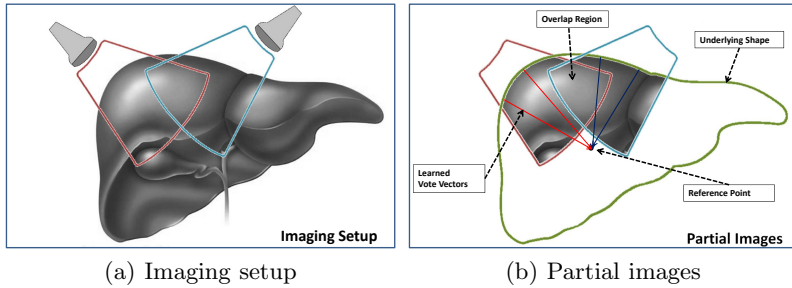 Imaging Setup
Overlap Region
Underlying Shape
Learned
Vote Vectors
Reference Point
Partial Images
(a) Imaging setup
(b) Partial images